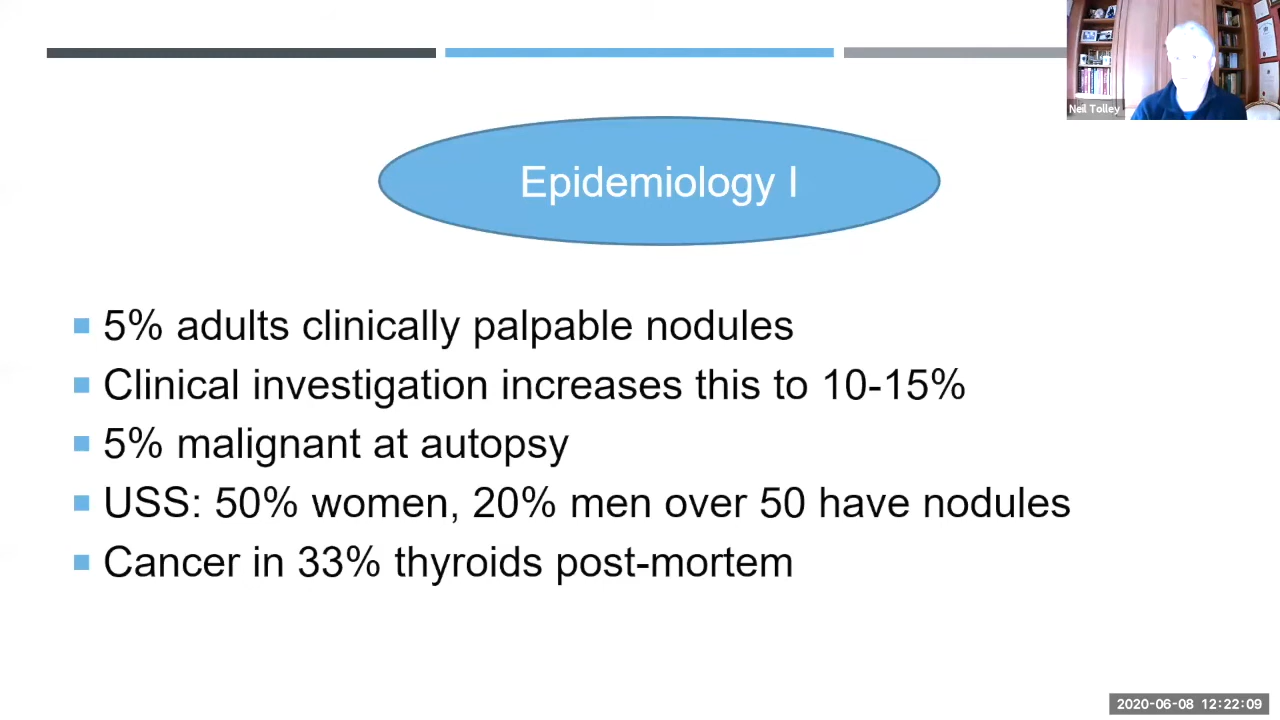 Neil Tolley
Epidemiology I
5% adults clinically palpable nodules
Clinical investigation increases this to 10-15%
5% malignant at autopsy
USS: 50% women, 20% men over 50 have nodules
Cancer in 33% thyroids post-mortem
2020-06-08 12:22:09